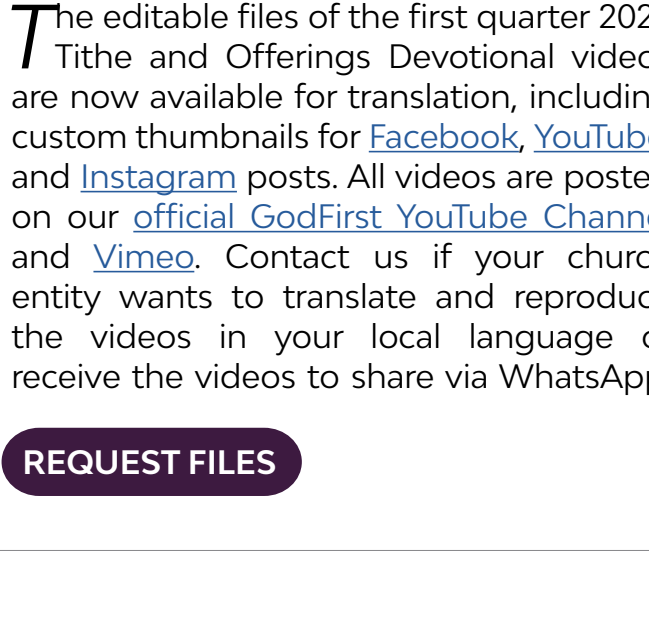 The editable files of the first quarter 202
Tithe and Offerings Devotional video
are now available for translation, includin
custom thumbnails for Facebook, YouTube
and Instagram posts. All videos are poste
on our official GodFirst YouTube Channe
and Vimeo. Contact us if your churc
entity wants to translate and reproduc
the videos in your local language o
receive the videos to share via WhatsApp
REQUEST FILES